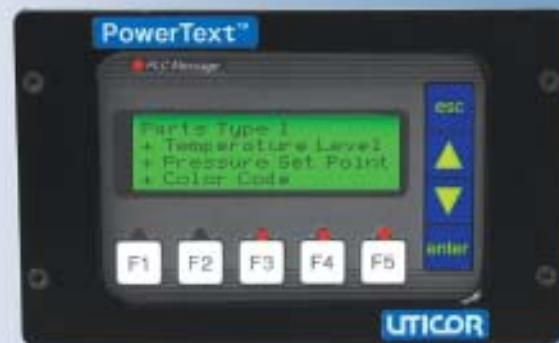 PowerText™
PLC Message
esc
Parts Type 1
+ Temperature Level
+ Pressure Set Point
+ Color Code
F1 F2 F3 F4 F5
enter
UTICOR